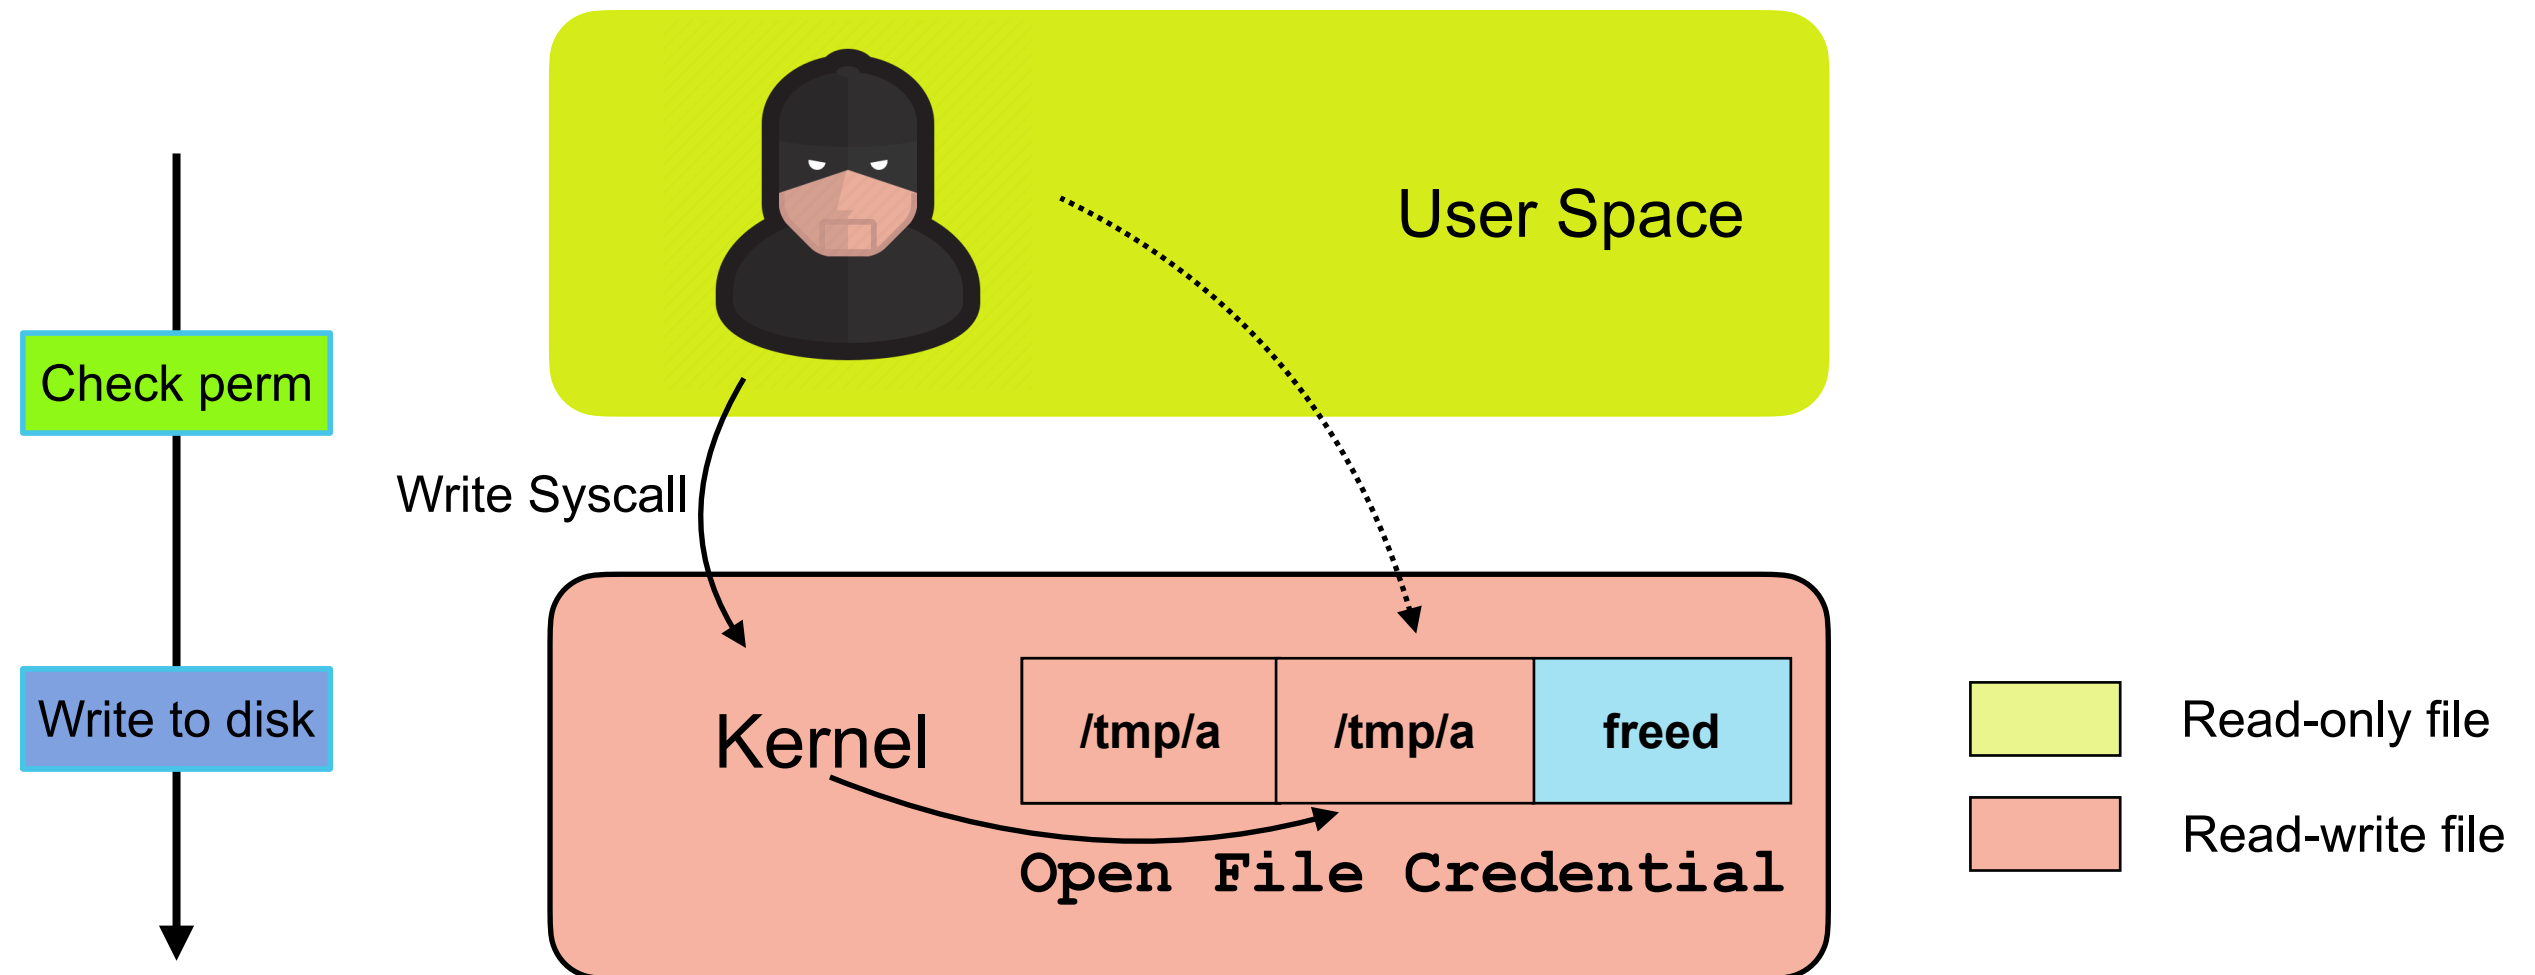 User Space
Check perm
Write Syscall
Write to disk
Kernel
/tmp/a
/tmp/a
freed
Open File Credential
Read-only file
Read-write file